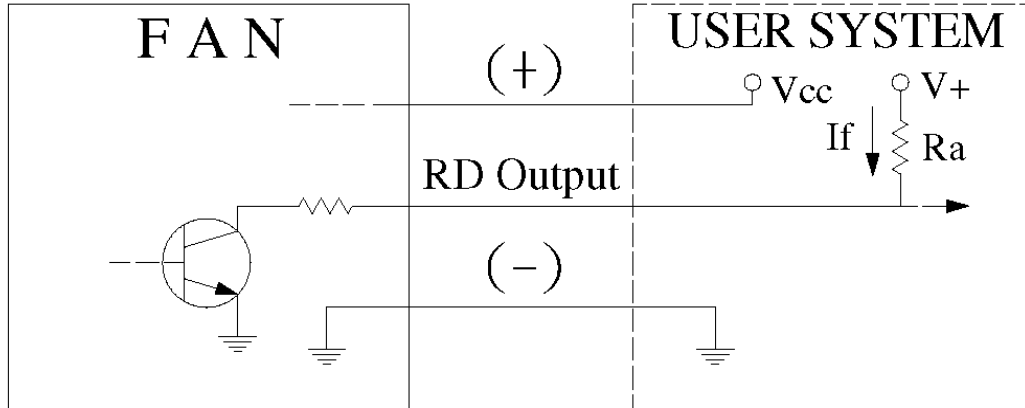 F A N
USER SYSTEM
(+)
Vcc
V+
If
Ra
RD Output
(-)